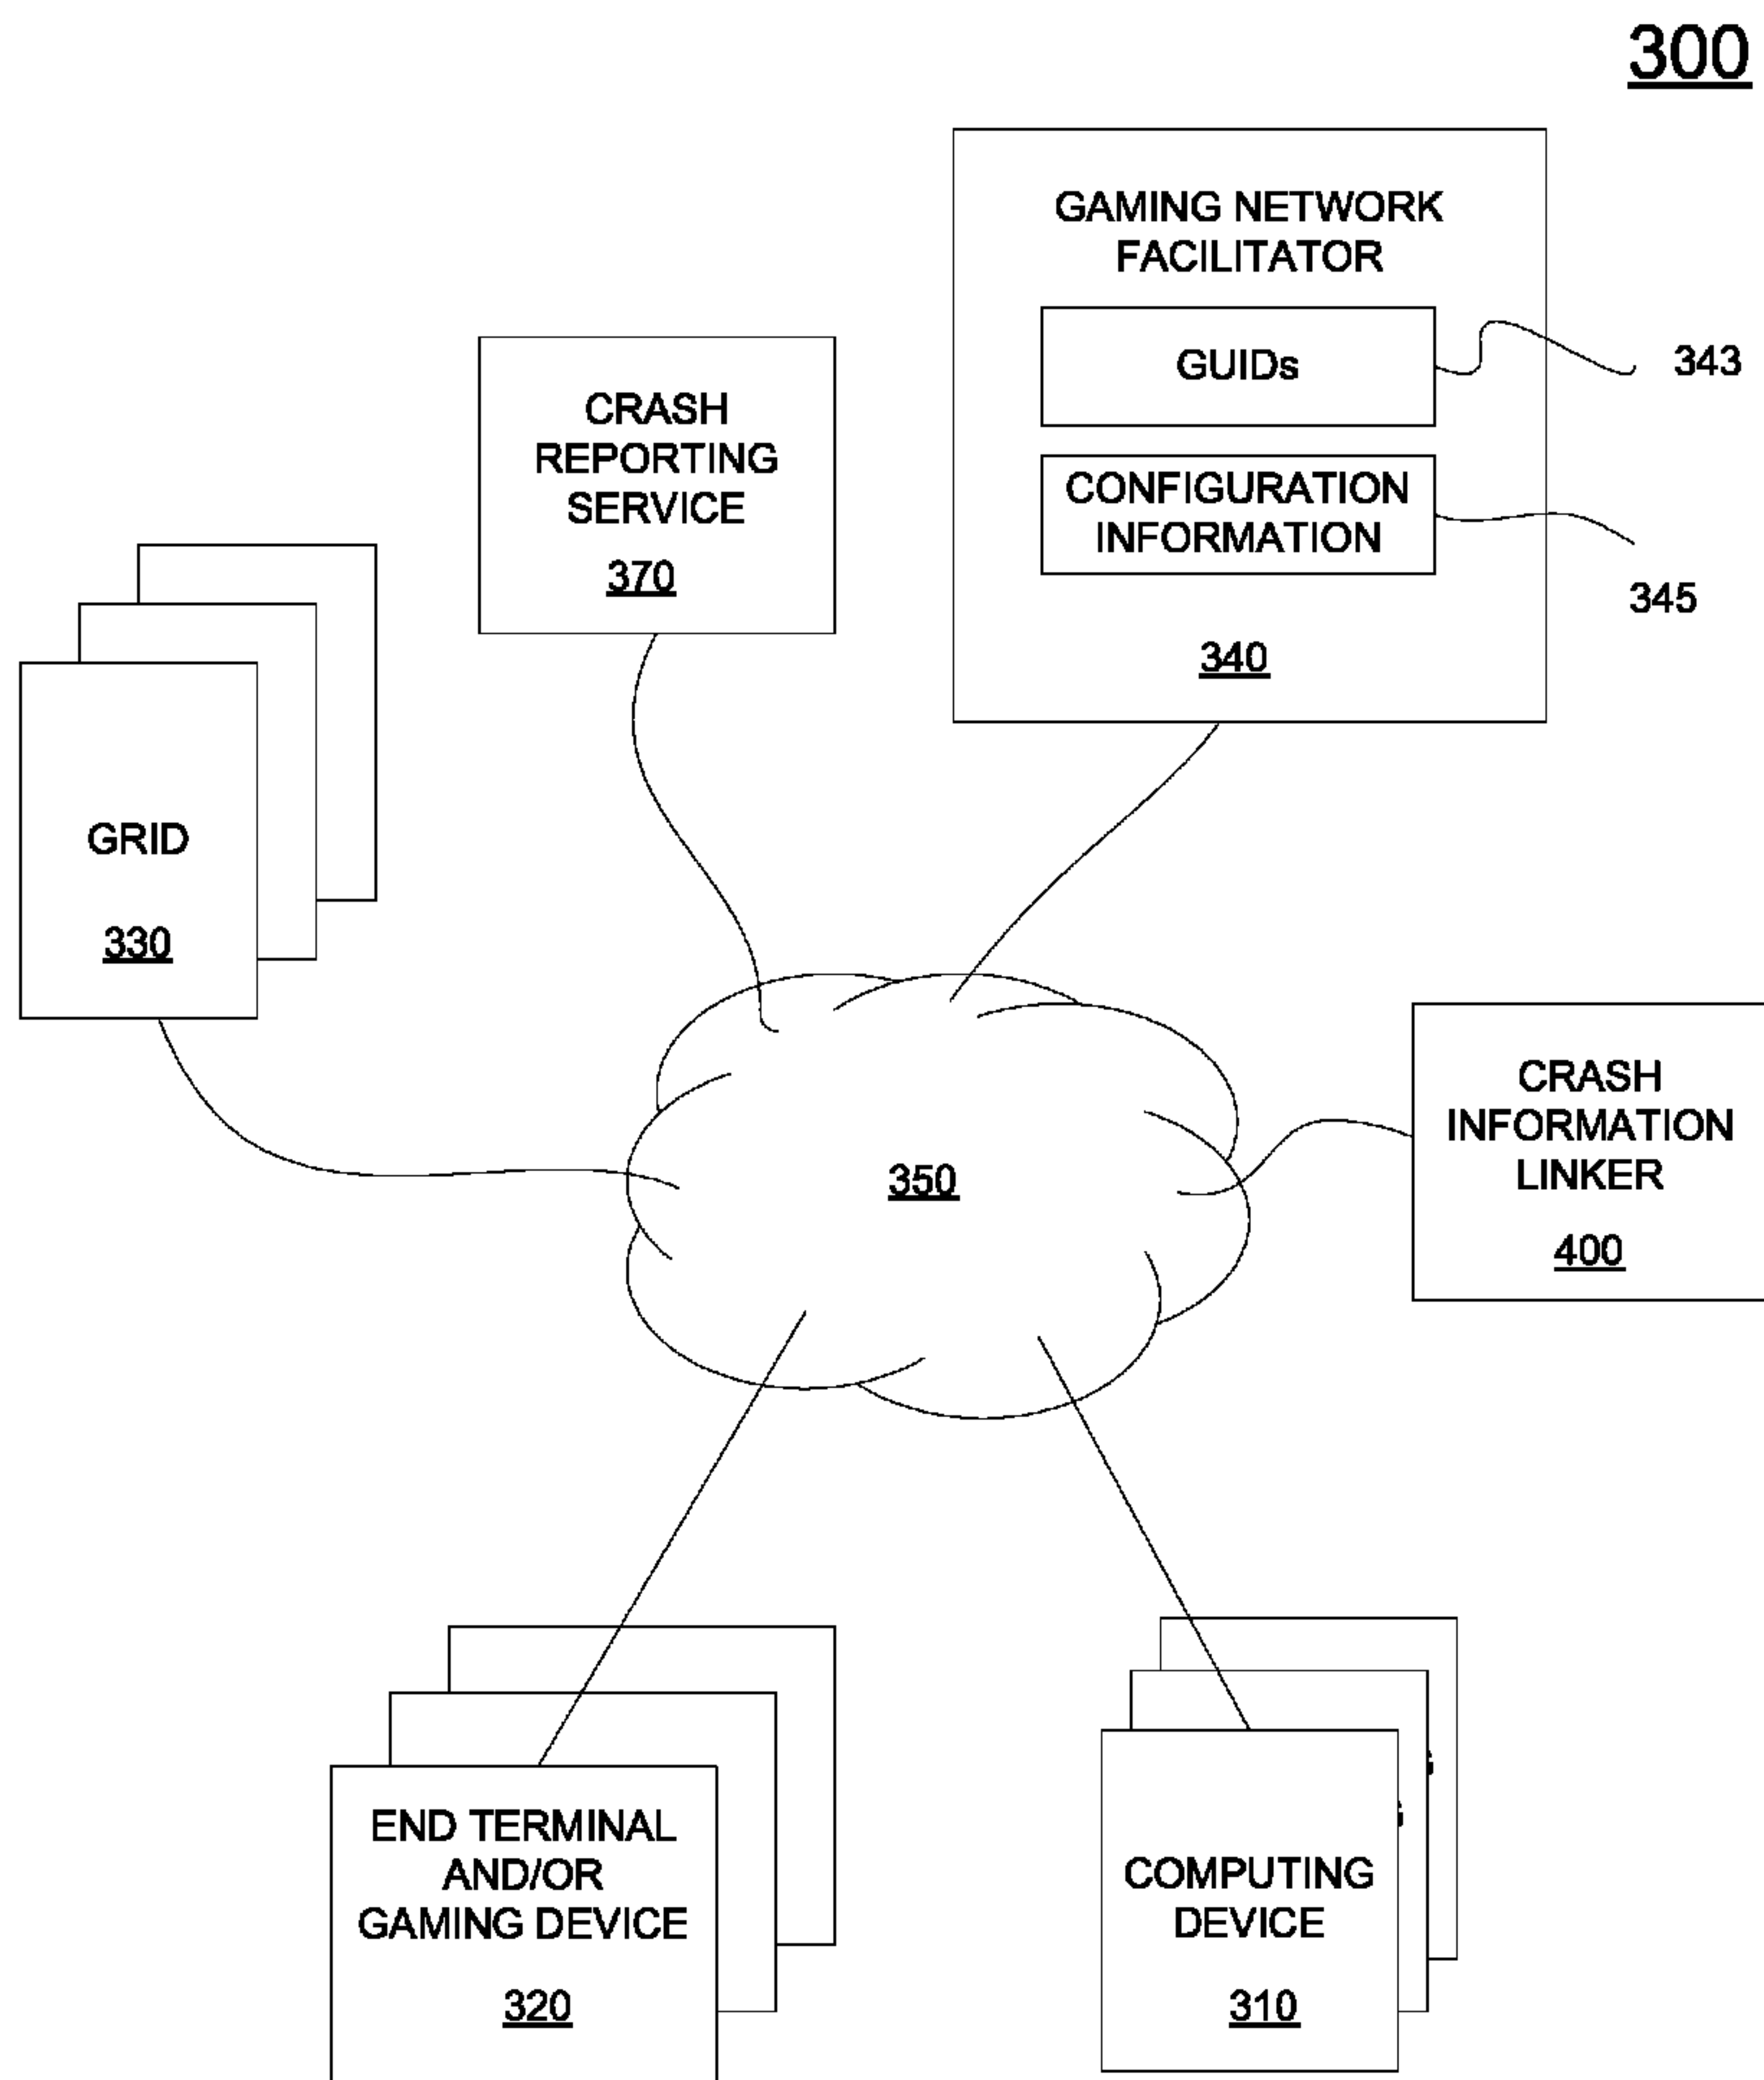 300
GAMING NETWORK
FACILITATOR
GUIDs
343
CONFIGURATION
INFORMATION
345
340
CRASH
REPORTING
SERVICE
370
GRID
330
350
CRASH
INFORMATION
LINKER
400
END TERMINAL
AND/OR
GAMING DEVICE
320
COMPUTING
DEVICE
310